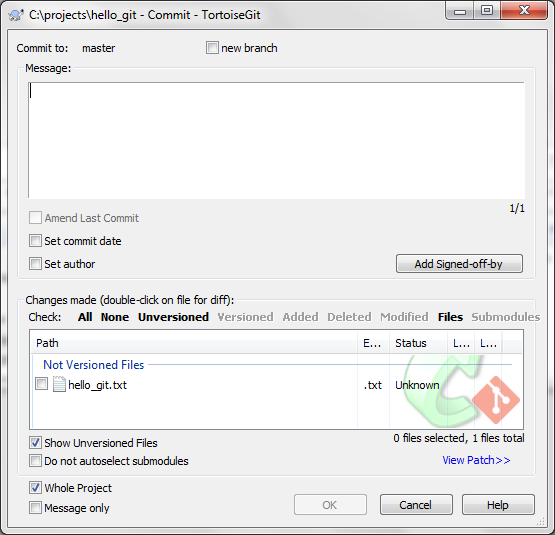 C:\projects\hello_git - Commit - TortoiseGit
Commit to: master new branch
Message:
1/1
Amend Last Commit
Set commit date
Set author
Add Signed-off-by
Changes made (double-click on file for diff):
Check: All None Unversioned Versioned Added Deleted Modified Files Submodules
Path E... Status L... L...
Not Versioned Files
hello_git.txt .txt Unknown
Show Unversioned Files
0 files selected, 1 files total
Do not autoselect submodules
View Patch>>
Whole Project
Message only
OK Cancel Help